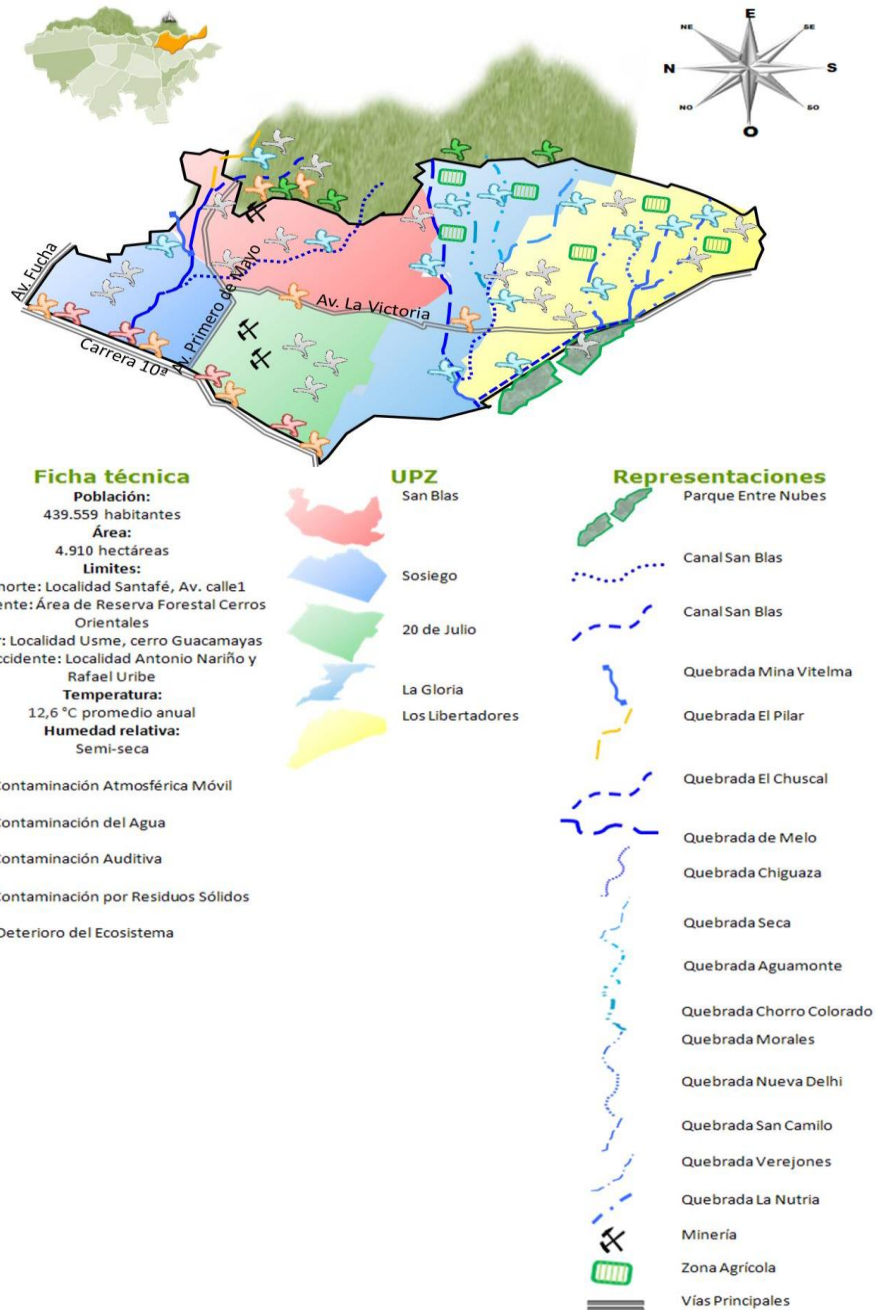 E
NE
SE
N
S
NO
SO
O
Av. Fucha
Av. Primero de Mayo
Av. La Victoria
Carrera 10ª
Ficha técnica
Población:
439.559 habitantes
Área:
4.910 hectáreas
Limites:
norte: Localidad Santafé, Av. calle1
ente: Área de Reserva Forestal Cerros
Orientales
r: Localidad Usme, cerro Guacamayas
ccidente: Localidad Antonio Nariño y
Rafael Uribe
Temperatura:
12,6 °C promedio anual
Humedad relativa:
Semi-seca
Contaminación Atmosférica Móvil
Contaminación del Agua
Contaminación Auditiva
Contaminación por Residuos Sólidos
Deterioro del Ecosistema
UPZ
San Blas
Sosiego
20 de Julio
La Gloria
Los Libertadores
Representaciones
Parque Entre Nubes
Canal San Blas
Canal San Blas
Quebrada Mina Vitelma
Quebrada El Pilar
Quebrada El Chuscal
Quebrada de Melo
Quebrada Chiguaza
Quebrada Seca
Quebrada Aguamonte
Quebrada Chorro Colorado
Quebrada Morales
Quebrada Nueva Delhi
Quebrada San Camilo
Quebrada Verejones
Quebrada La Nutria
Minería
Zona Agrícola
Vías Principales